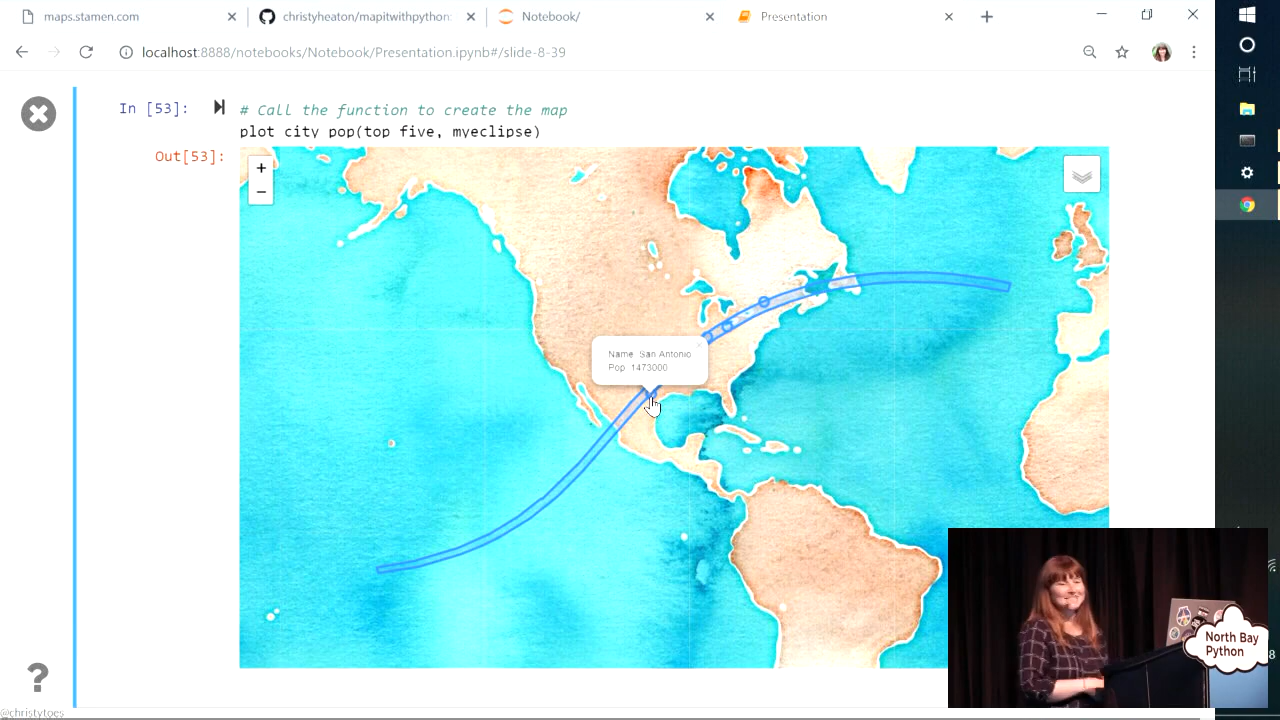 maps.stamen.com
christyheaton/mapitwithpython:
Notebook/
Presentation
localhost:8888/notebooks/Notebook/Presentation.ipynb#/slide-8-39
In [53]:
# Call the function to create the map
plot_city_pop(top_five, myeclipse)
Out[53]:
+
−
Name San Antonio
Pop 1473000
North Bay
Python
?
@christytoes